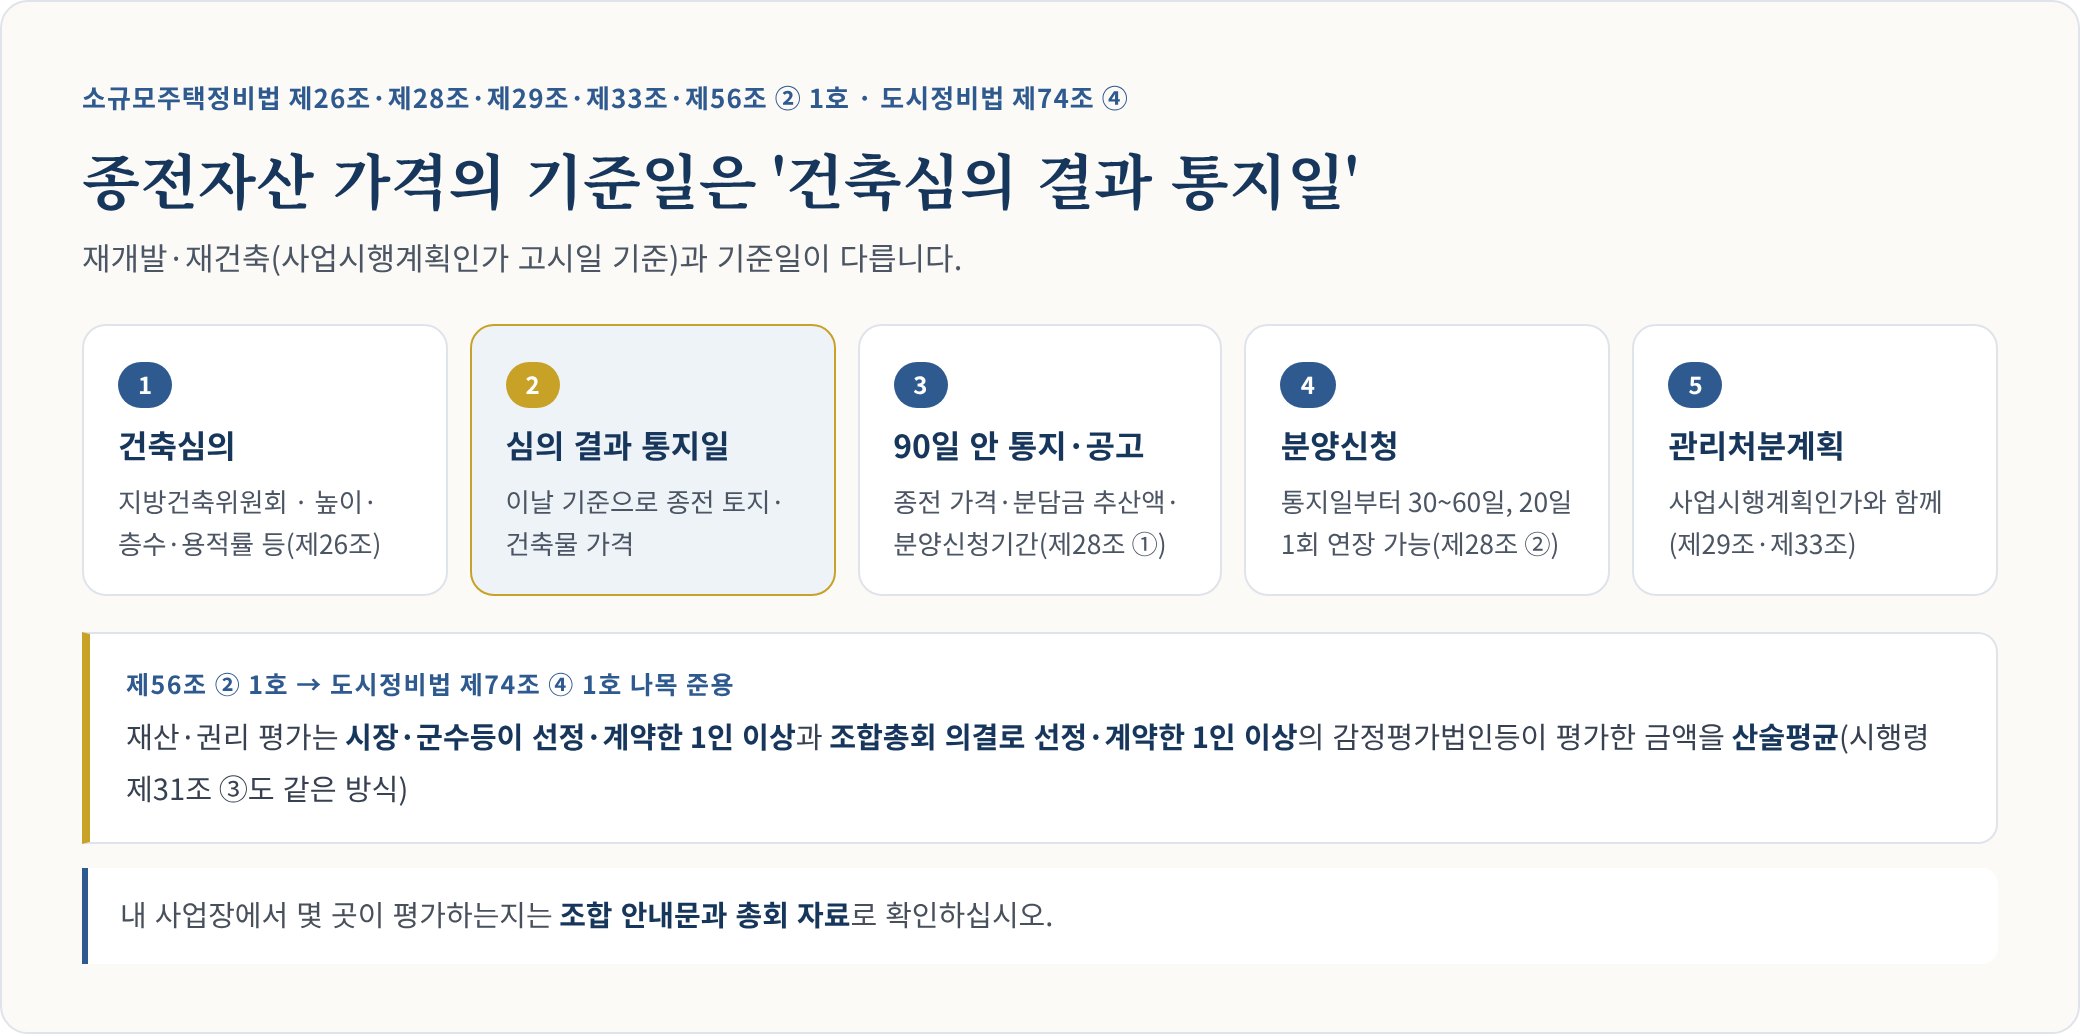 소규모주택정비법 제26조·제28조·제29조·제33조·제56조 ② 1호 · 도시정비법 제74조 ④
종전자산 가격의 기준일은 '건축심의 결과 통지일'
재개발·재건축(사업시행계획인가 고시일 기준)과 기준일이 다릅니다.
1
건축심의
지방건축위원회 · 높이·
층수·용적률 등(제26조)
2
심의 결과 통지일
이날 기준으로 종전 토지·
건축물 가격
3
90일 안 통지·공고
종전 가격·분담금 추산액·
분양신청기간(제28조 ①)
4
분양신청
통지일부터 30~60일, 20일
1회 연장 가능(제28조 ②)
5
관리처분계획
사업시행계획인가와 함께
(제29조·제33조)
제56조 ② 1호 → 도시정비법 제74조 ④ 1호 나목 준용
재산·권리 평가는 시장·군수등이 선정·계약한 1인 이상과 조합총회 의결로 선정·계약한 1인 이상의 감정평가법인등이 평가한 금액을 산술평균(시행령
제31조 ③도 같은 방식)
내 사업장에서 몇 곳이 평가하는지는 조합 안내문과 총회 자료로 확인하십시오.